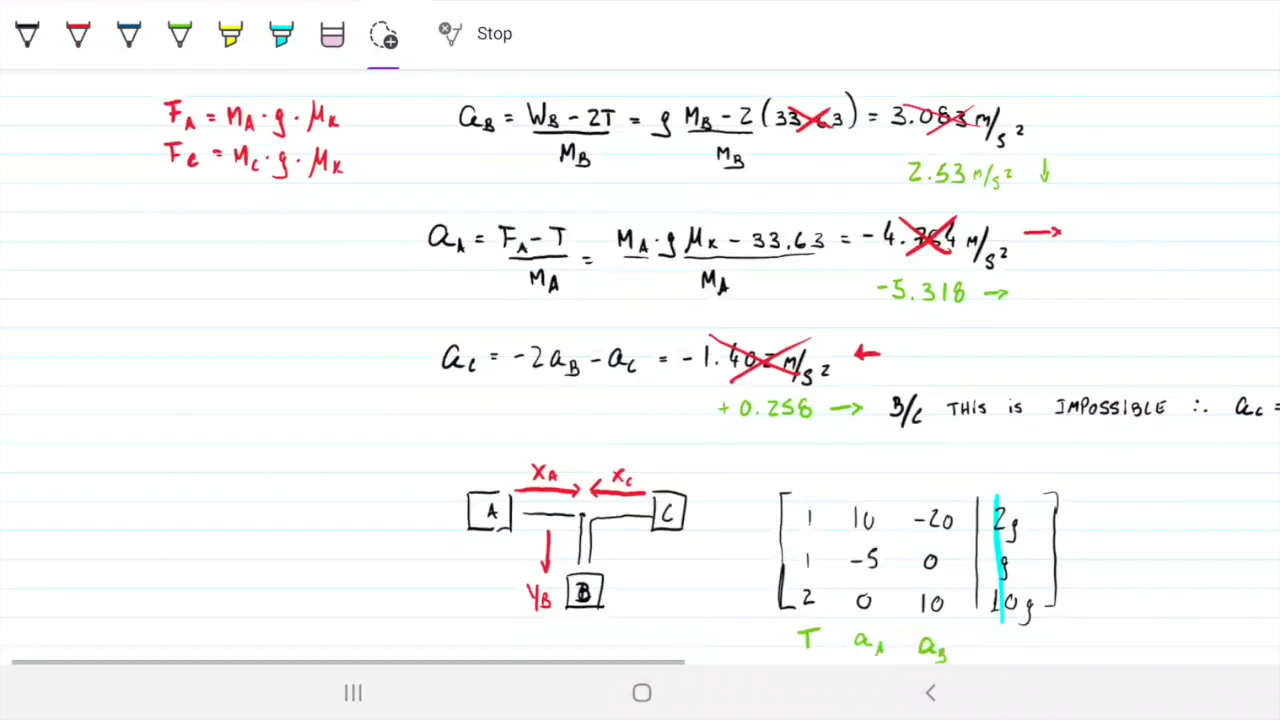 Stop
F_A = M_A · g · μ_K
F_C = M_C · g · μ_K
a_B = (W_B - 2T)/M_B = g M_B - 2(33.63)/M_B = 3.083 m/s²
2.53 m/s² ↓
a_A = (F_A - T)/M_A = (M_A · g μ_K - 33.63)/M_A = -4.764 m/s² →
-5.318 →
a_C = -2a_B - a_C = -1.402 m/s² ←
+0.258 → B/C THIS IS IMPOSSIBLE ∴ a_C =
X_A X_C
A C
Y_B B
1 10 -20 | 2g
1 -5 0 | g
2 0 10 | 10g
T a_A a_B